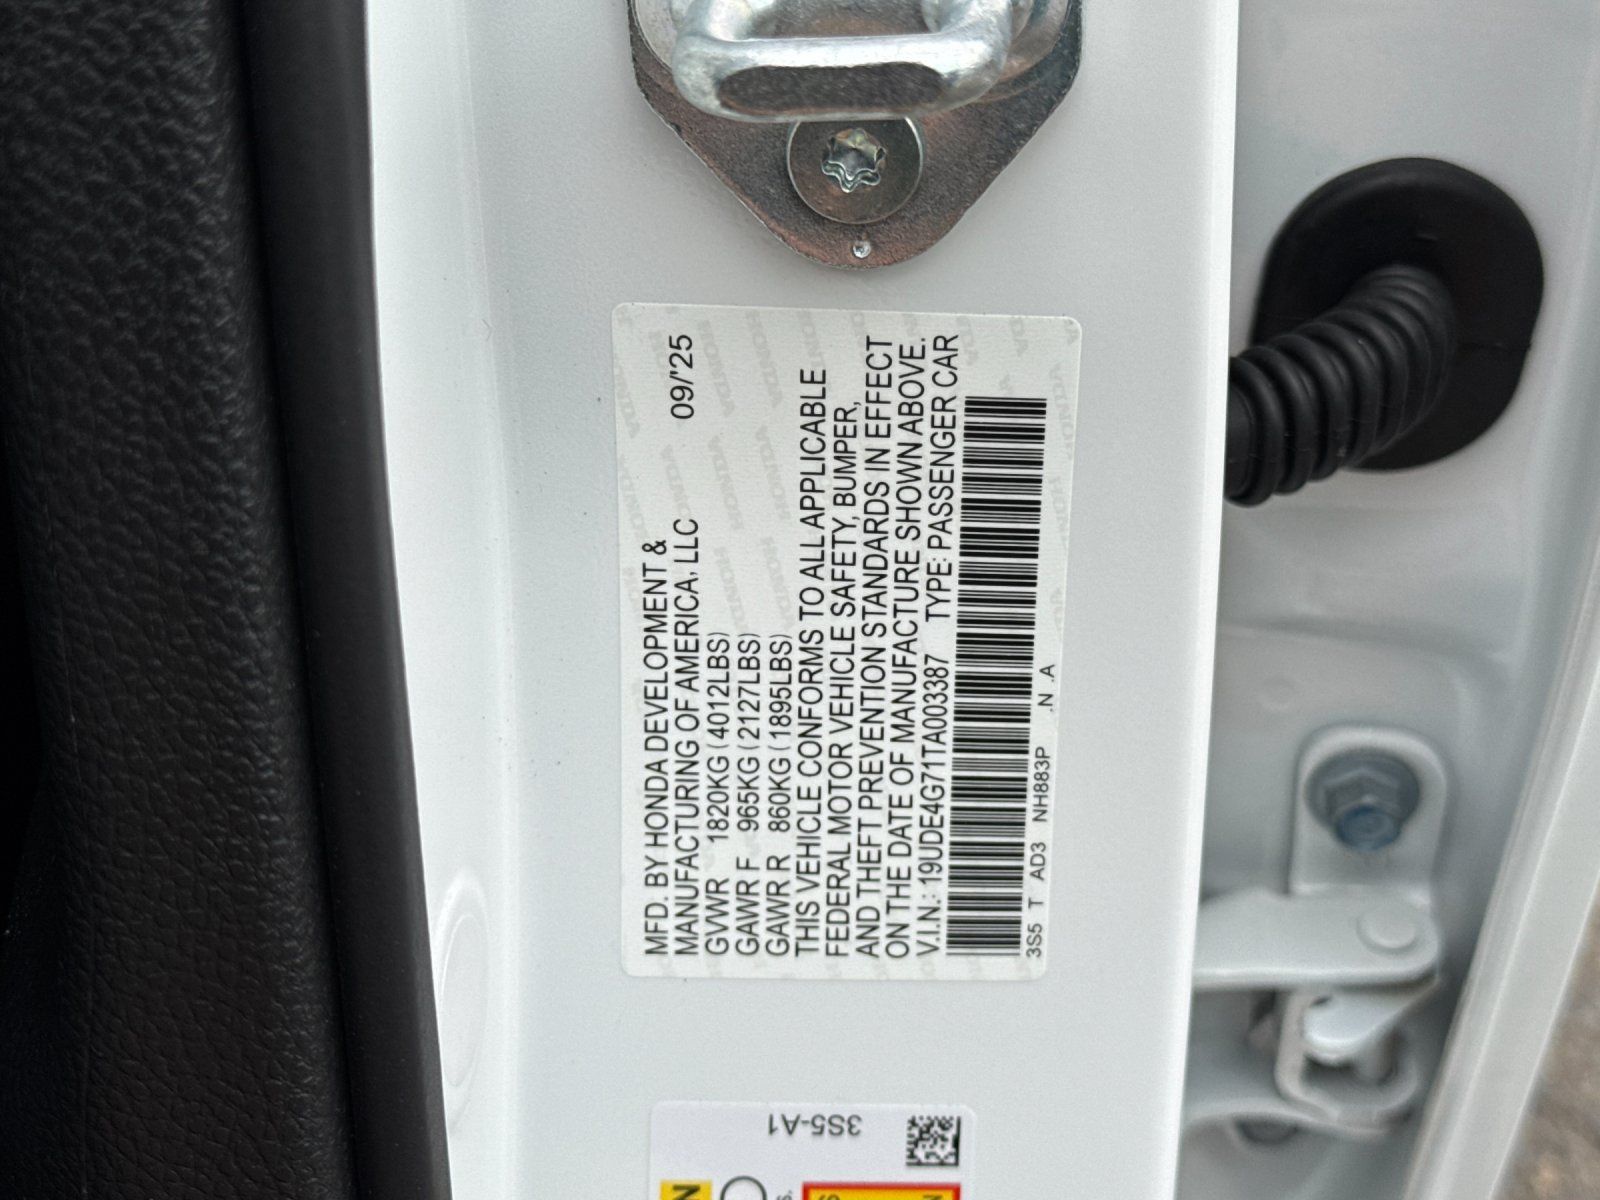 MFD. BY HONDA DEVELOPMENT &
MANUFACTURING OF AMERICA, LLC 09/'25
GVWR 1820KG (4012LBS)
GAWR F 965KG (2127LBS)
GAWR R 860KG (1895LBS)
THIS VEHICLE CONFORMS TO ALL APPLICABLE
FEDERAL MOTOR VEHICLE SAFETY, BUMPER,
AND THEFT PREVENTION STANDARDS IN EFFECT
ON THE DATE OF MANUFACTURE SHOWN ABOVE.
V.I.N.: 19UDE4G71TA003387 TYPE: PASSENGER CAR
3S5 T AD3 NH883P .N .A
3S5-A1